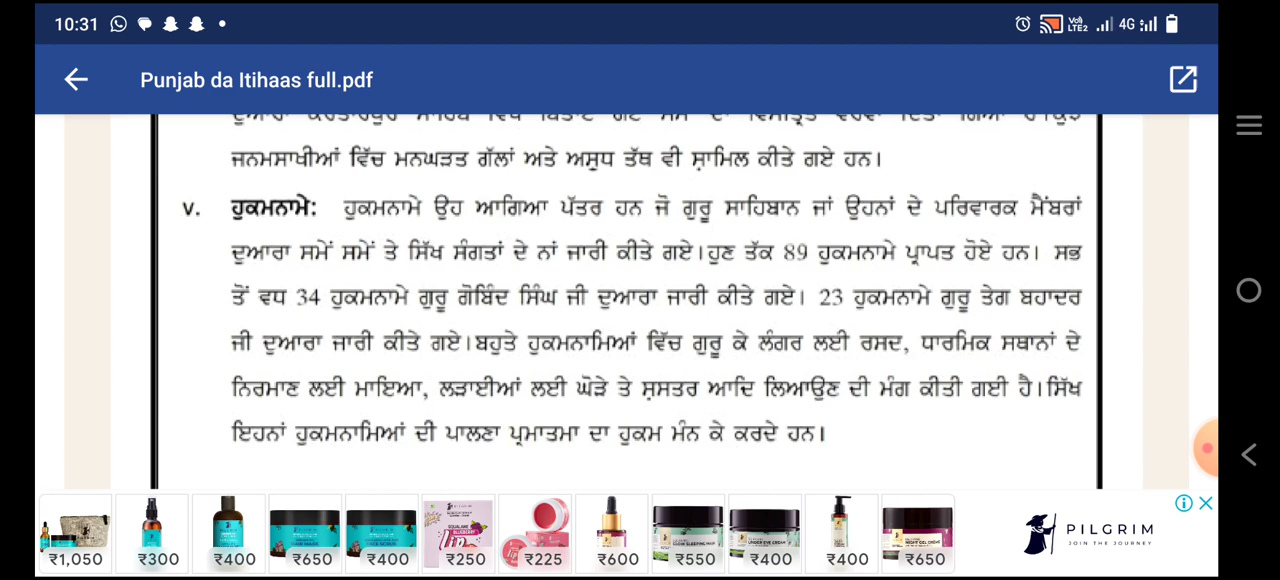 10:31 VoI) LTE2 4G
Punjab da Itihaas full.pdf
ਜਨਮਸਾਖੀਆਂ ਵਿੱਚ ਮਨਘੜਤ ਗੱਲਾਂ ਅਤੇ ਅਸ਼ੁਧ ਤੱਥ ਵੀ ਸ਼ਾਮਿਲ ਕੀਤੇ ਗਏ ਹਨ।
v. ਹੁਕਮਨਾਮੇ: ਹੁਕਮਨਾਮੇ ਉਹ ਆਗਿਆ ਪੱਤਰ ਹਨ ਜੋ ਗੁਰੂ ਸਾਹਿਬਾਨ ਜਾਂ ਉਹਨਾਂ ਦੇ ਪਰਿਵਾਰਕ ਮੈਂਬਰਾਂ
ਦੁਆਰਾ ਸਮੇਂ ਸਮੇਂ ਤੇ ਸਿੱਖ ਸੰਗਤਾਂ ਦੇ ਨਾਂ ਜਾਰੀ ਕੀਤੇ ਗਏ।ਹੁਣ ਤੱਕ 89 ਹੁਕਮਨਾਮੇ ਪ੍ਰਾਪਤ ਹੋਏ ਹਨ। ਸਭ
ਤੋਂ ਵਧ 34 ਹੁਕਮਨਾਮੇ ਗੁਰੂ ਗੋਬਿੰਦ ਸਿੰਘ ਜੀ ਦੁਆਰਾ ਜਾਰੀ ਕੀਤੇ ਗਏ। 23 ਹੁਕਮਨਾਮੇ ਗੁਰੂ ਤੇਗ ਬਹਾਦਰ
ਜੀ ਦੁਆਰਾ ਜਾਰੀ ਕੀਤੇ ਗਏ।ਬਹੁਤੇ ਹੁਕਮਨਾਮਿਆਂ ਵਿੱਚ ਗੁਰੂ ਕੇ ਲੰਗਰ ਲਈ ਰਸਦ, ਧਾਰਮਿਕ ਸਥਾਨਾਂ ਦੇ
ਨਿਰਮਾਣ ਲਈ ਮਾਇਆ, ਲੜਾਈਆਂ ਲਈ ਘੋੜੇ ਤੇ ਸ਼ਸਤਰ ਆਦਿ ਲਿਆਉਣ ਦੀ ਮੰਗ ਕੀਤੀ ਗਈ ਹੈ।ਸਿੱਖ
ਇਹਨਾਂ ਹੁਕਮਨਾਮਿਆਂ ਦੀ ਪਾਲਣਾ ਪ੍ਰਮਾਤਮਾ ਦਾ ਹੁਕਮ ਮੰਨ ਕੇ ਕਰਦੇ ਹਨ।
₹1,050 ₹300 ₹400 ₹650 ₹400 ₹250 ₹225 ₹600 ₹550 ₹400 ₹400 ₹650
PILGRIM
JOIN THE JOURNEY